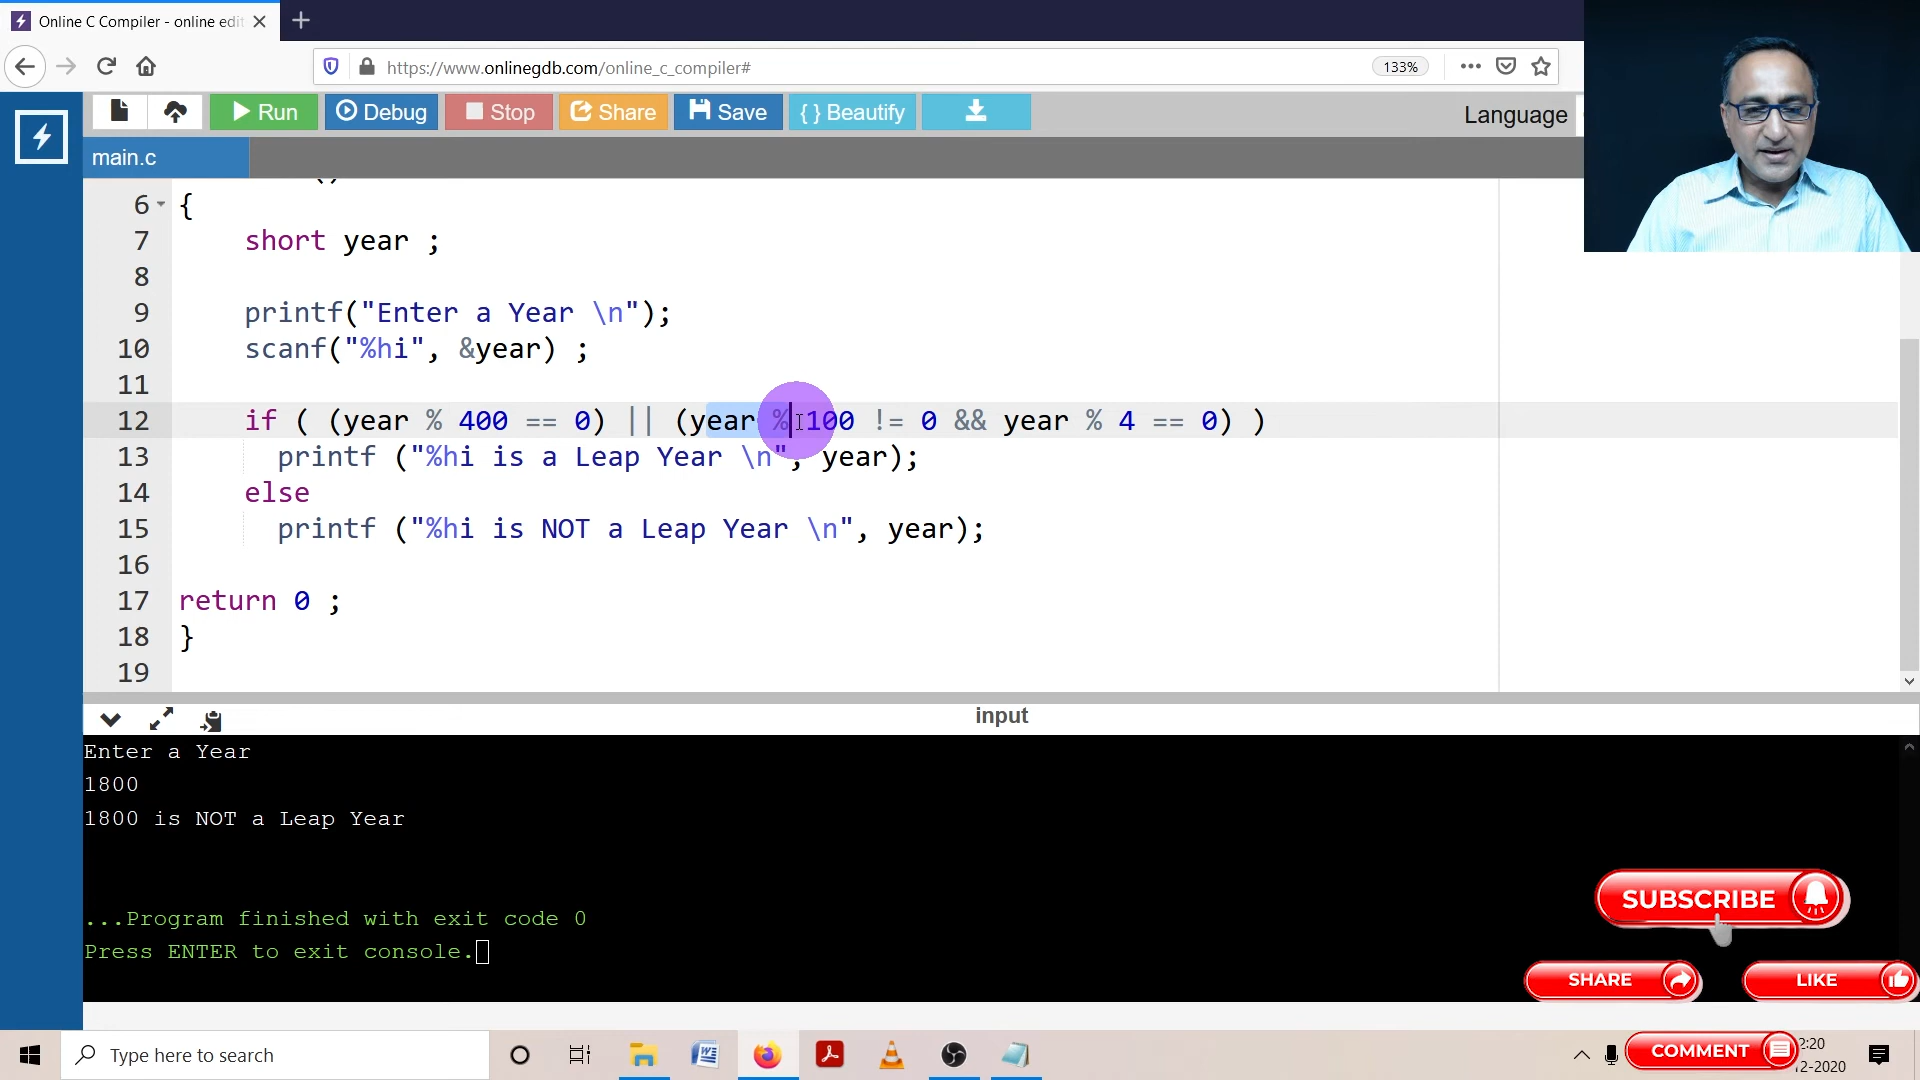 Online C Compiler - online edit
https://www.onlinegdb.com/online_c_compiler#
133%
Run Debug Stop Share Save { } Beautify
Language
main.c
6 {
7 short year ;
8
9 printf("Enter a Year \n");
10 scanf("%hi", &year) ;
11
12 if ( (year % 400 == 0) || (year % 100 != 0 && year % 4 == 0) )
13 printf ("%hi is a Leap Year \n", year);
14 else
15 printf ("%hi is NOT a Leap Year \n", year);
16
17 return 0 ;
18 }
19
input
Enter a Year
1800
1800 is NOT a Leap Year
...Program finished with exit code 0
Press ENTER to exit console.
SUBSCRIBE
SHARE
LIKE
Type here to search
COMMENT
2:20
12-2020